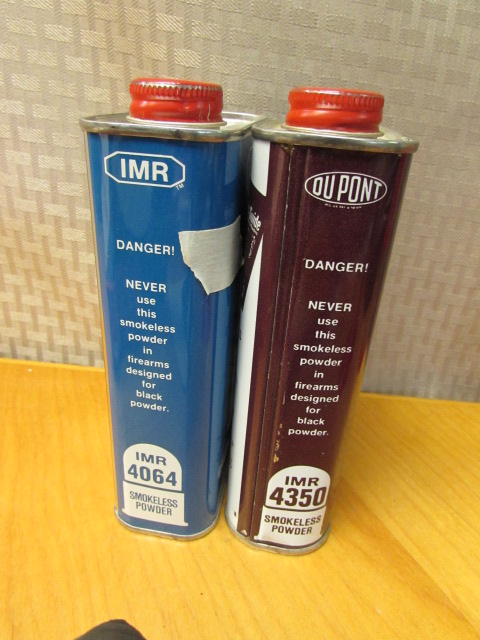 IMR
TM
DANGER!
NEVER
use
this
smokeless
powder
in
firearms
designed
for
black
powder.
IMR
4064
SMOKELESS
POWDER
DU PONT
DANGER!
NEVER
use
this
smokeless
powder
in
firearms
designed
for
black
powder.
IMR
4350
SMOKELESS
POWDER